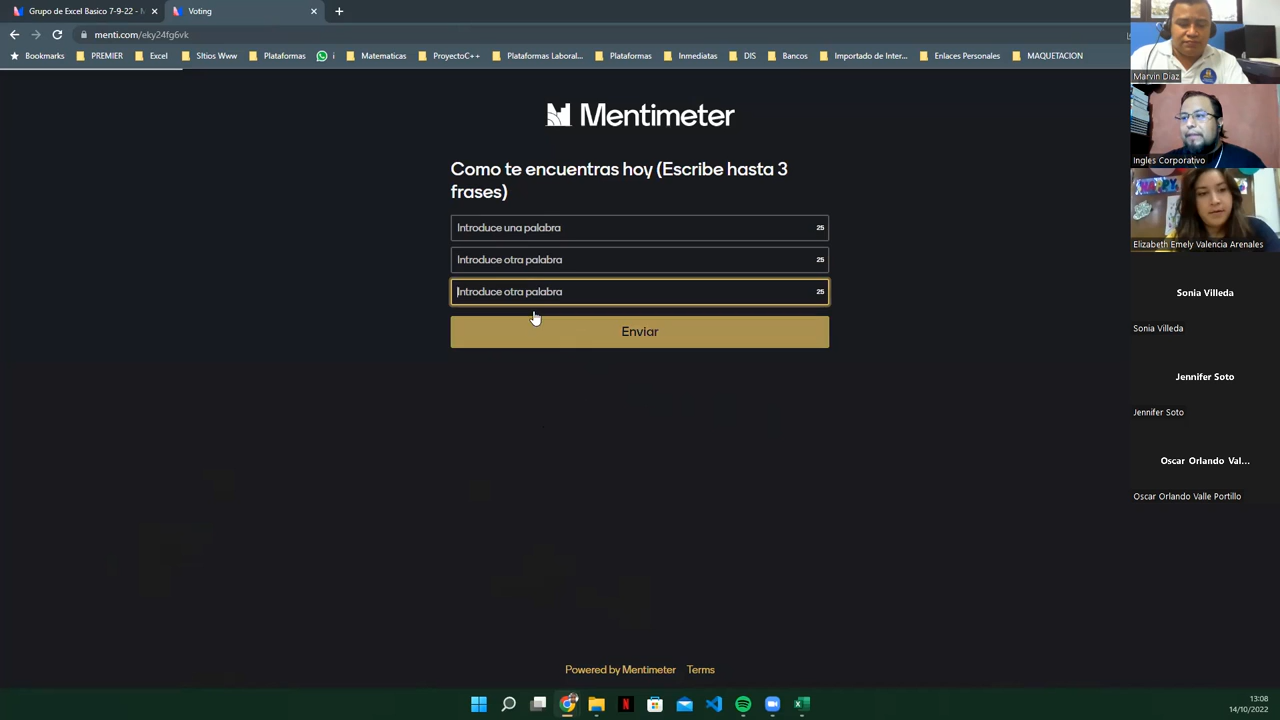 Grupo de Excel Basico 7-9-22 -
Voting
menti.com/eky24fg6vk
Bookmarks
PREMIER
Excel
Sitios Www
Plataformas
i
Matematicas
ProyectoC++
Plataformas Laboral...
Plataformas
Inmediatas
DIS
Bancos
Importado de Inter...
Enlaces Personales
MAQUETACION
Mentimeter
Como te encuentras hoy (Escribe hasta 3
frases)
Introduce una palabra
25
Introduce otra palabra
25
Introduce otra palabra
25
Enviar
Powered by Mentimeter
Terms
Marvin Diaz
Ingles Corporativo
Elizabeth Emely Valencia Arenales
Sonia Villeda
Sonia Villeda
Jennifer Soto
Jennifer Soto
Oscar Orlando Val...
Oscar Orlando Valle Portillo
13:08
14/10/2022